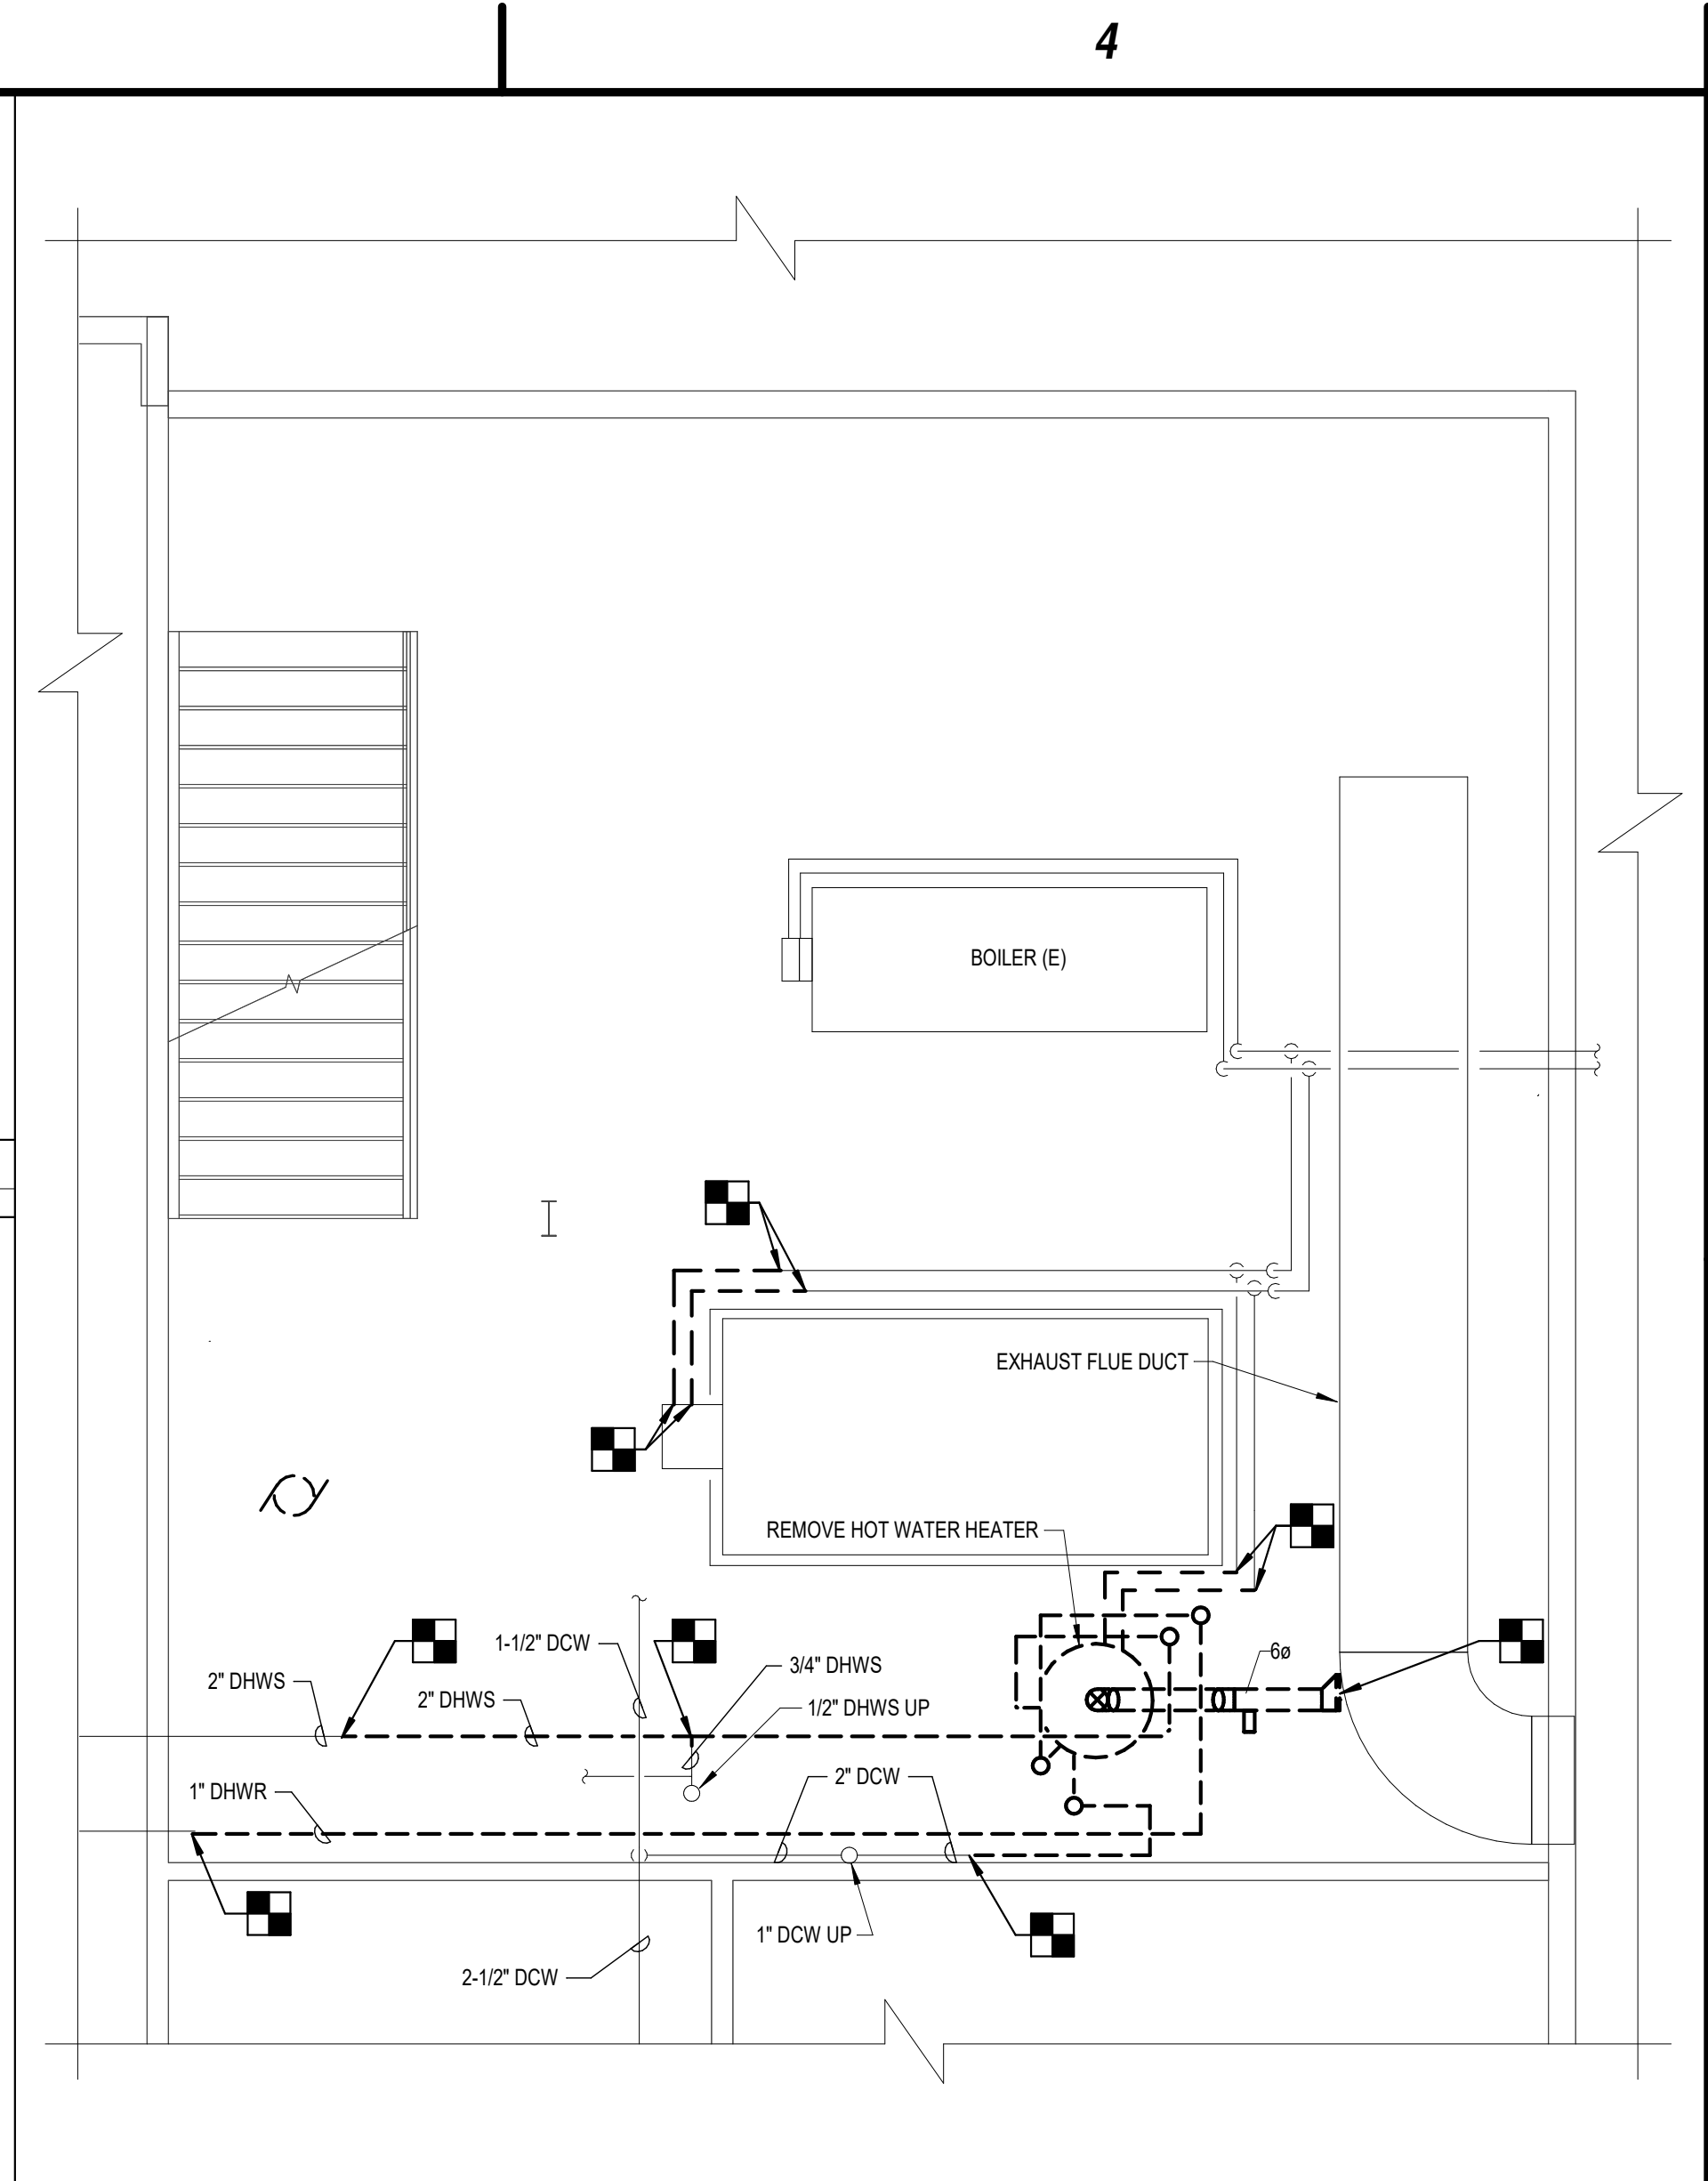 4
BOILER (E)
EXHAUST FLUE DUCT
REMOVE HOT WATER HEATER
1-1/2" DCW
3/4" DHWS
6ø
2" DHWS
2" DHWS
1/2" DHWS UP
2" DCW
1" DHWR
1" DCW UP
2-1/2" DCW